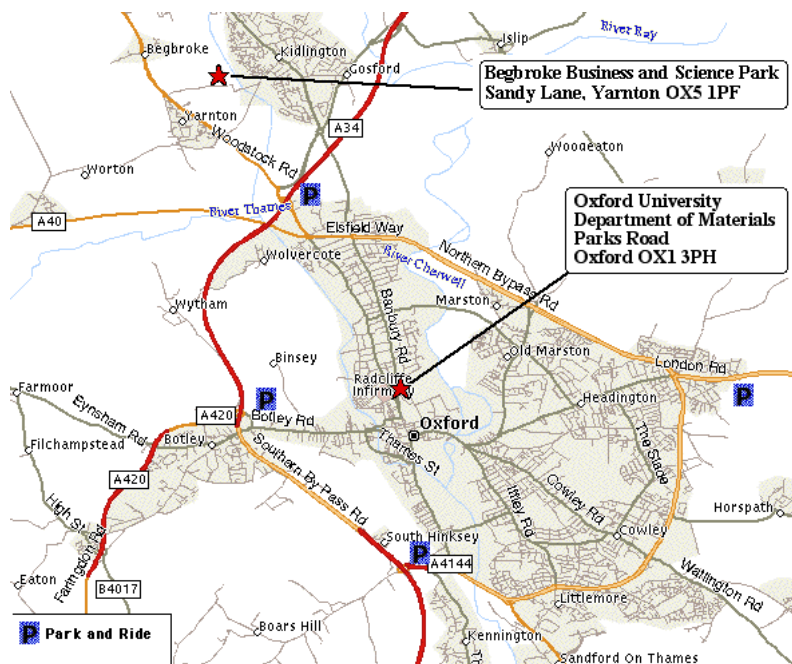 River Ray
Islip
Begbroke
Kidlington
Gosford
Begbroke Business and Science Park
Sandy Lane, Yarnton OX5 1PF
Yarnton
A34
Woodstock Rd
Woodeaton
Worton
P
Oxford University
Department of Materials
Parks Road
Oxford OX1 3PH
River Thames
A40
Elsfield Way
Northern Bypass Rd
River Cherwell
Wolvercote
Banbury Rd
Marston
Wytham
Old Marston
Binsey
London Rd
Radcliffe
Infirmary
Farmoor
P
P
Headington
Eynsham Rd
A420
Botley Rd
Oxford
Filchampstead
Botley
Thames St
The Slade
Southern By Pass Rd
A420
Iffley Rd
Cowley Rd
High St
Horspath
South Hinksey
Cowley
P
A4144
Faringdon Rd
Watlington Rd
Eaton
B4017
Littlemore
P Park and Ride
Boars Hill
Kennington
Sandford On Thames